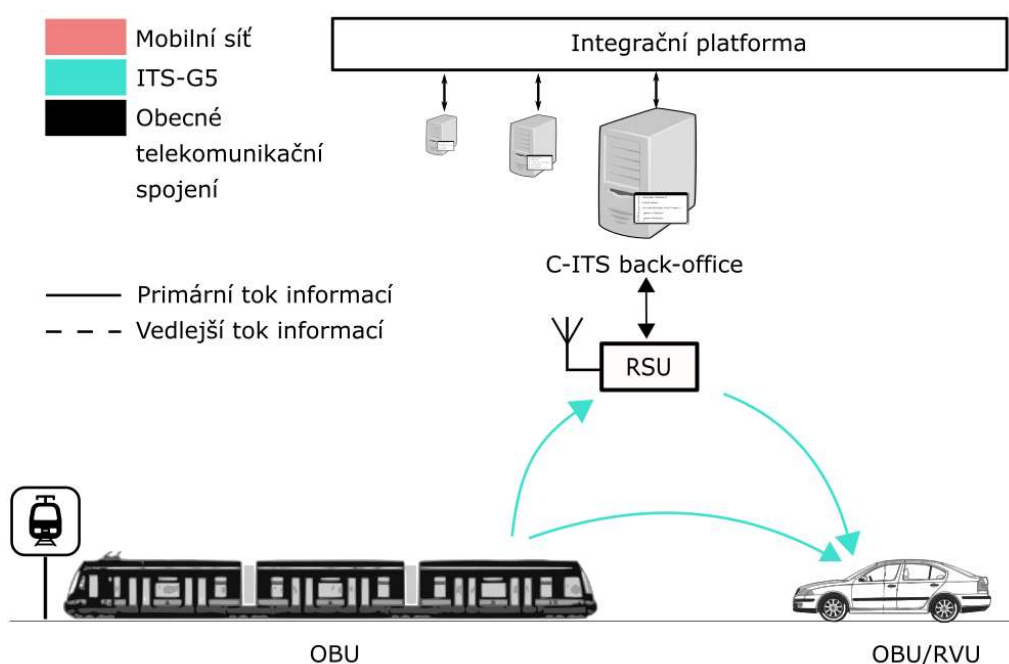 Mobilní síť
ITS-G5
Obecné
telekomunikační
spojení
Integrační platforma
C-ITS back-office
Primární tok informací
Vedlejší tok informací
RSU
OBU
OBU/RVU